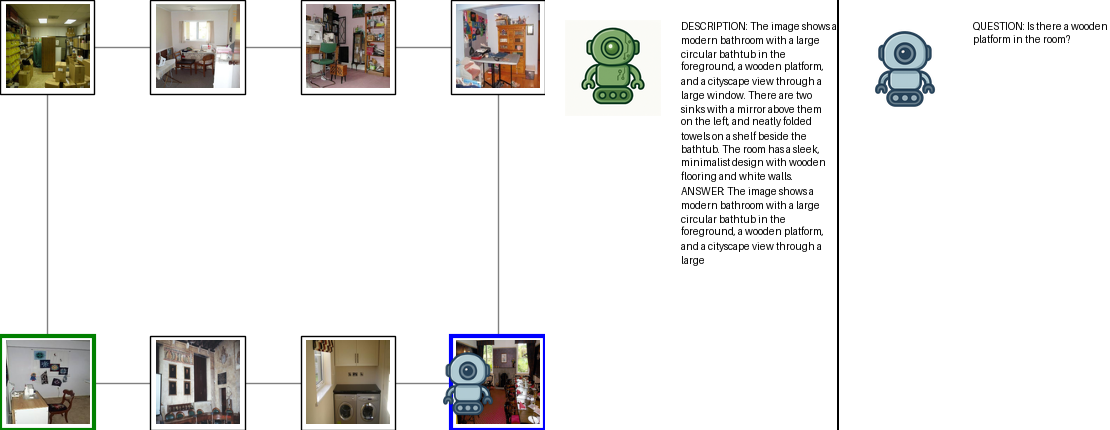 DESCRIPTION: The image shows a
modern bathroom with a large
circular bathtub in the
foreground, a wooden platform,
and a cityscape view through a
large window. There are two
sinks with a mirror above them
on the left, and neatly folded
towels on a shelf beside the
bathtub. The room has a sleek,
minimalist design with wooden
flooring and white walls.
ANSWER: The image shows a
modern bathroom with a large
circular bathtub in the
foreground, a wooden platform,
and a cityscape view through a
large
QUESTION: Is there a wooden
platform in the room?